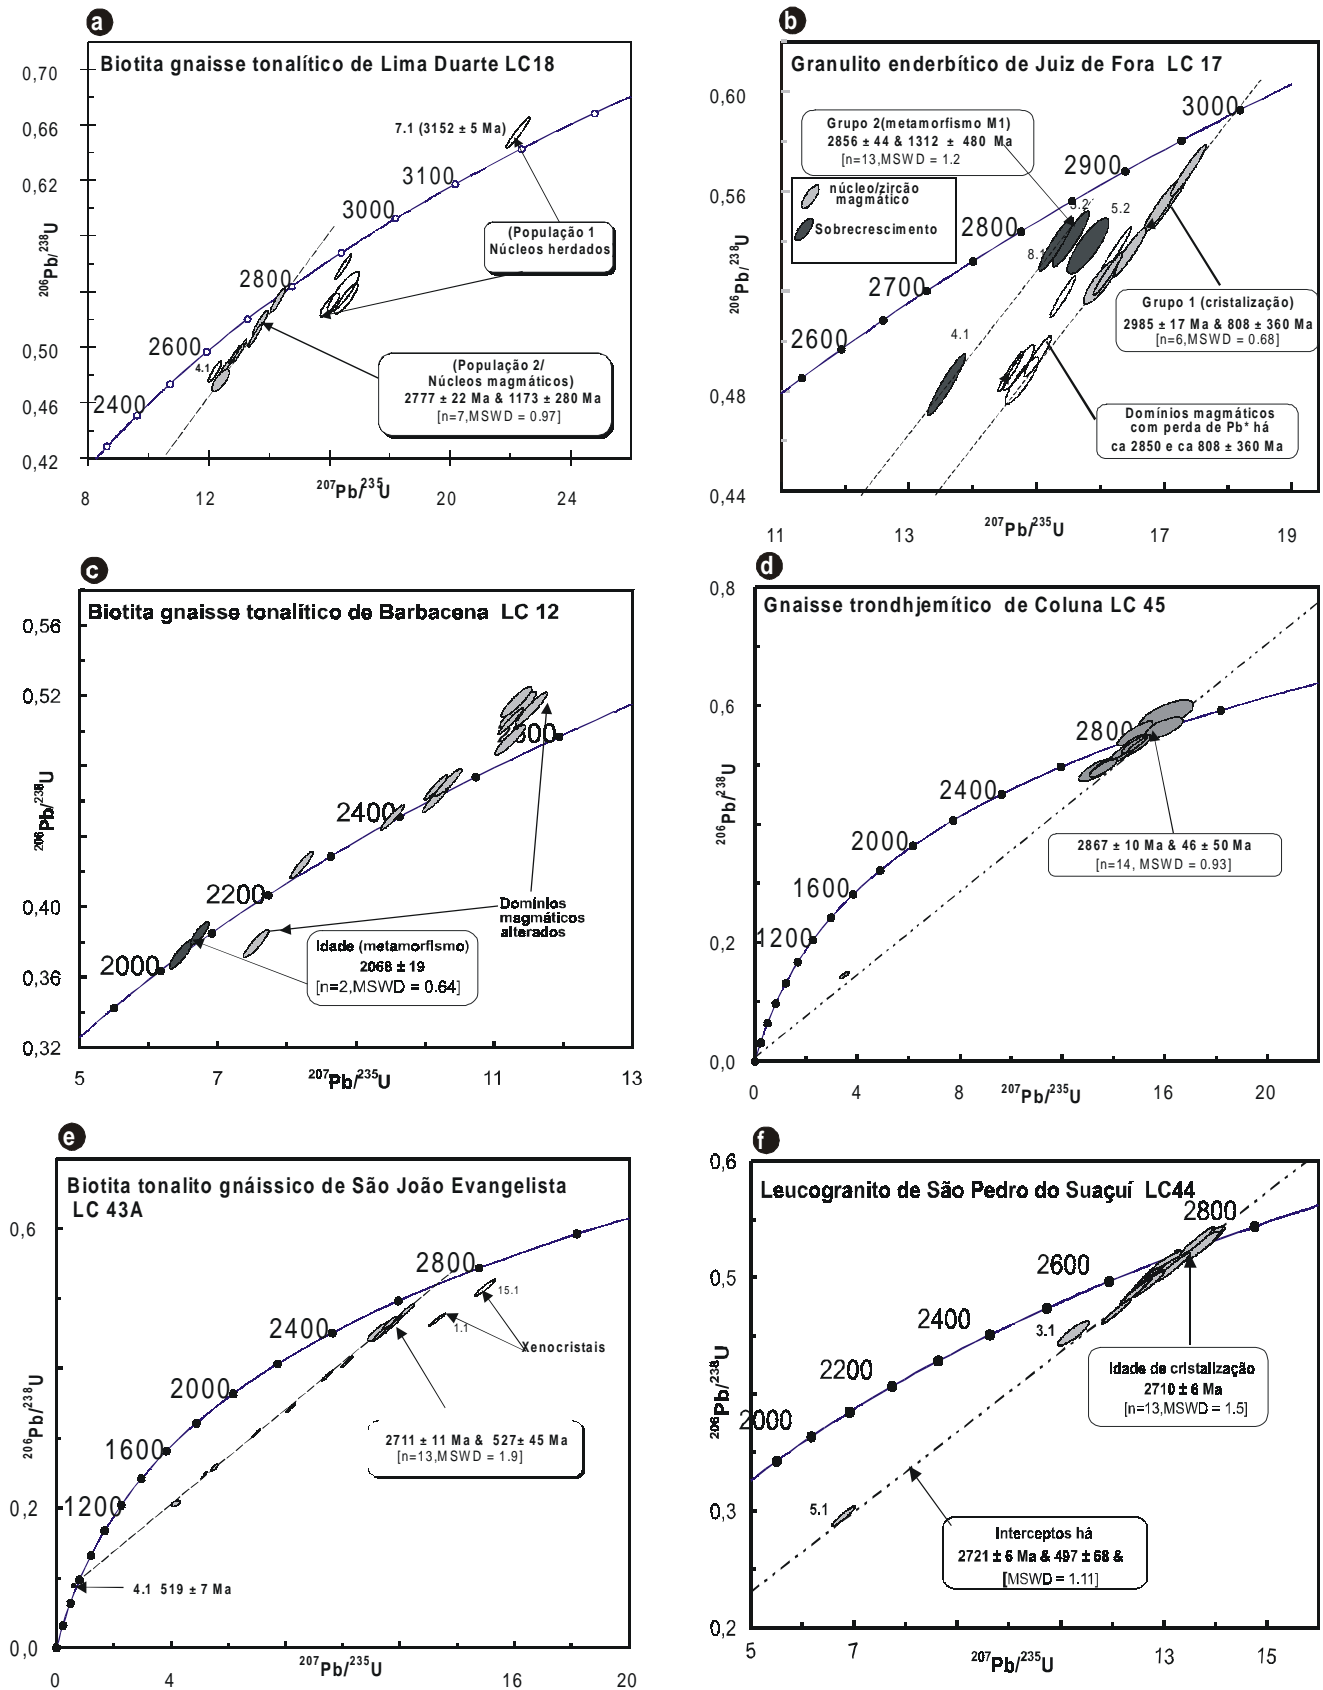 a
Biotita gnaisse tonalítico de Lima Duarte LC18
0,70
0,66
0,62
0,50
0,46
0,42
206Pb/238U
7.1 (3152 ± 5 Ma)
3100
3000
2800
2600
2400
4.1
(População 1
Núcleos herdados
(População 2/
Núcleos magmáticos)
2777 ± 22 Ma & 1173 ± 280 Ma
[n=7,MSWD = 0.97]
8
12
20
24
207Pb/235U
b
Granulito enderbítico de Juiz de Fora LC 17
0,60
0,56
0,48
0,44
206Pb/238U
Grupo 2(metamorfismo M1)
2856 ± 44 & 1312 ± 480 Ma
[n=13,MSWD = 1.2
núcleo/zircão
magmático
Sobrecrescimento
3000
2900
2800
2700
2600
5.2
8.1
4.1
Grupo 1 (cristalização)
2985 ± 17 Ma & 808 ± 360 Ma
[n=6,MSWD = 0.68]
Domínios magmáticos
com perda de Pb* há
ca 2850 e ca 808 ± 360 Ma
11
13
17
19
207Pb/235U
c
Biotita gnaisse tonalítico de Barbacena LC 12
0,56
0,52
0,40
0,36
0,32
206Pb/238U
2400
2200
2000
Domínios
magmáticos
alterados
Idade (metamorfismo)
2068 ± 19
[n=2,MSWD = 0.64]
5
7
11
13
207Pb/235U
d
Gnaisse trondhjemítico de Coluna LC 45
0,8
0,6
0,2
0,0
206Pb/238U
2800
2400
2000
1600
1200
2867 ± 10 Ma & 46 ± 50 Ma
[n=14, MSWD = 0.93]
0
4
8
16
20
207Pb/235U
e
Biotita tonalito gnáissico de São João Evangelista
LC 43A
0,6
0,2
0,0
206Pb/238U
2800
2400
2000
1600
1200
15.1
1.1
Xenocristais
2711 ± 11 Ma & 527± 45 Ma
[n=13,MSWD = 1.9]
4.1 519 ± 7 Ma
0
4
16
20
207Pb/235U
f
Leucogranito de São Pedro do Suaçuí LC44
0,6
0,5
0,3
0,2
206Pb/238U
2800
2600
2400
2200
2000
3.1
5.1
Idade de cristalização
2710 ± 6 Ma
[n=13,MSWD = 1.5]
Interceptos há
2721 ± 6 Ma & 497 ± 68 &
[MSWD = 1.11]
5
7
13
15
207Pb/235U